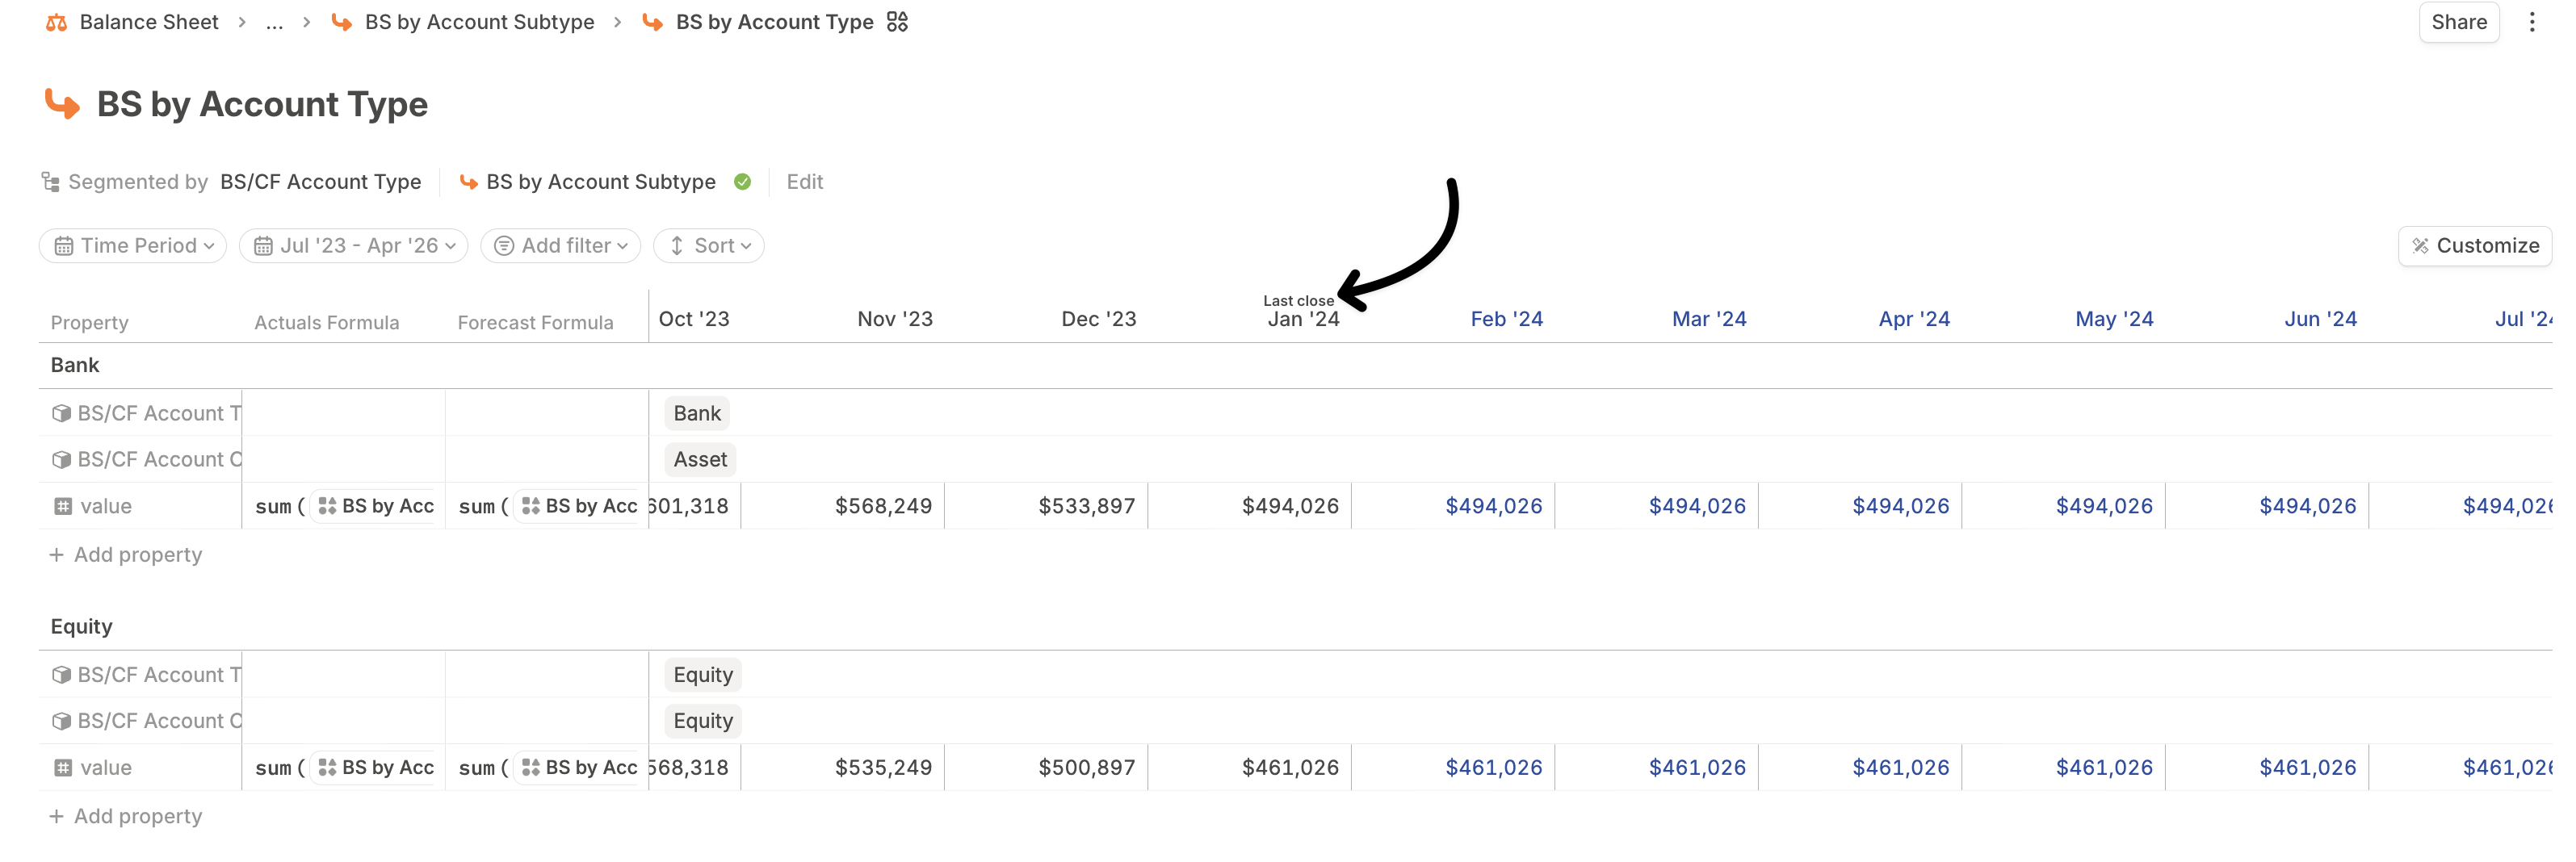 Balance Sheet > ... > BS by Account Subtype > BS by Account Type Share
BS by Account Type
Segmented by BS/CF Account Type BS by Account Subtype Edit
Time Period Jul '23 - Apr '26 Add filter Sort Customize
Last close
Property Actuals Formula Forecast Formula Oct '23 Nov '23 Dec '23 Jan '24 Feb '24 Mar '24 Apr '24 May '24 Jun '24 Jul '24
Bank
BS/CF Account T Bank
BS/CF Account C Asset
value sum ( BS by Acc sum ( BS by Acc 601,318 $568,249 $533,897 $494,026 $494,026 $494,026 $494,026 $494,026 $494,026 $494,026
+ Add property
Equity
BS/CF Account T Equity
BS/CF Account C Equity
value sum ( BS by Acc sum ( BS by Acc 568,318 $535,249 $500,897 $461,026 $461,026 $461,026 $461,026 $461,026 $461,026 $461,026
+ Add property